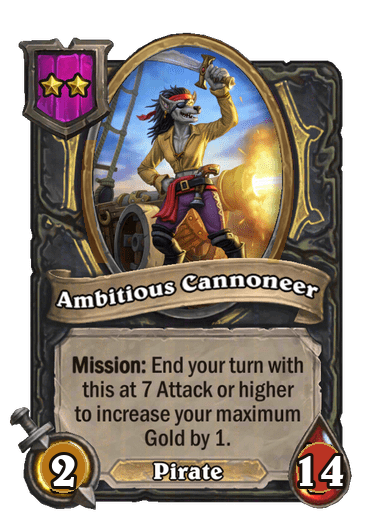 Ambitious Cannoneer
Mission: End your turn with
this at 7 Attack or higher
to increase your maximum
Gold by 1.
2
Pirate
14